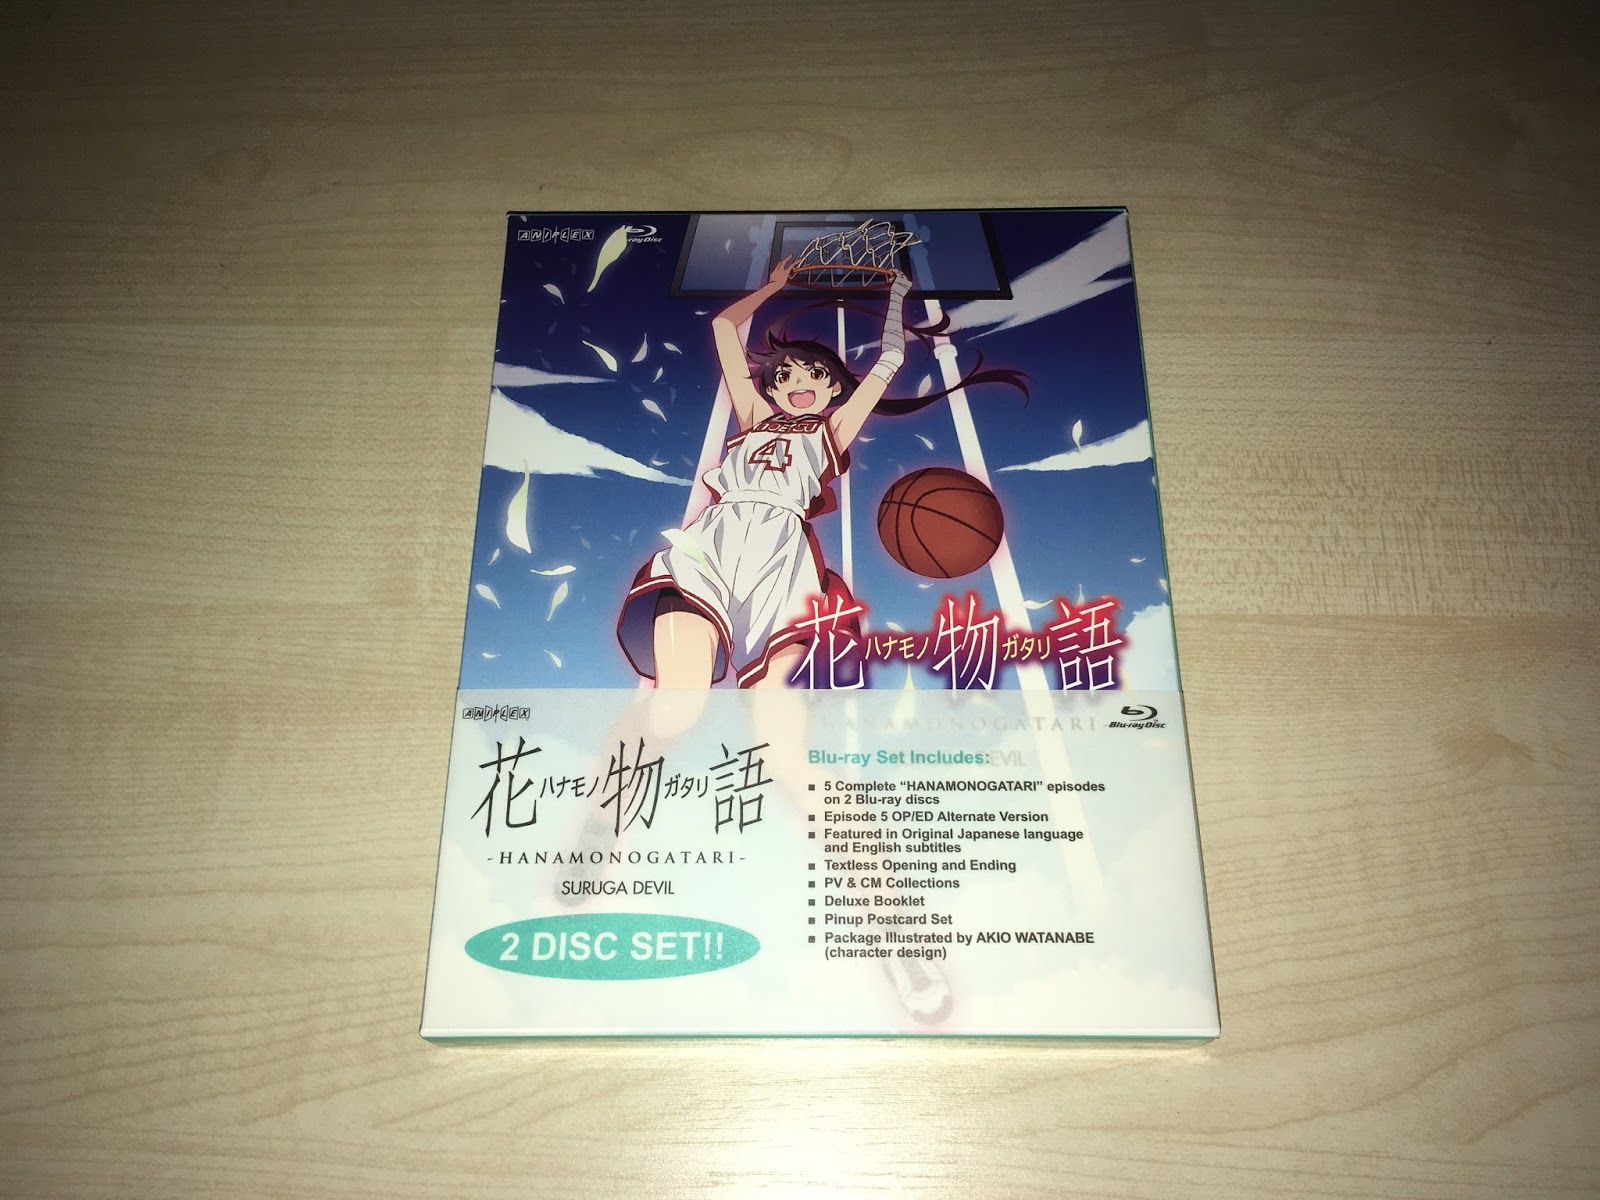 ANIPLEX
Blu-ray Disc
NAOETSU
4
花ハナモノ物ガタリ語
-HANAMONOGATARI-
ANIPLEX
Blu-ray Disc
花ハナモノ物ガタリ語
-HANAMONOGATARI-
SURUGA DEVIL
2 DISC SET!!
Blu-ray Set Includes:
5 Complete “HANAMONOGATARI” episodes
on 2 Blu-ray discs
Episode 5 OP/ED Alternate Version
Featured in Original Japanese language
and English subtitles
Textless Opening and Ending
PV & CM Collections
Deluxe Booklet
Pinup Postcard Set
Package Illustrated by AKIO WATANABE
(character design)